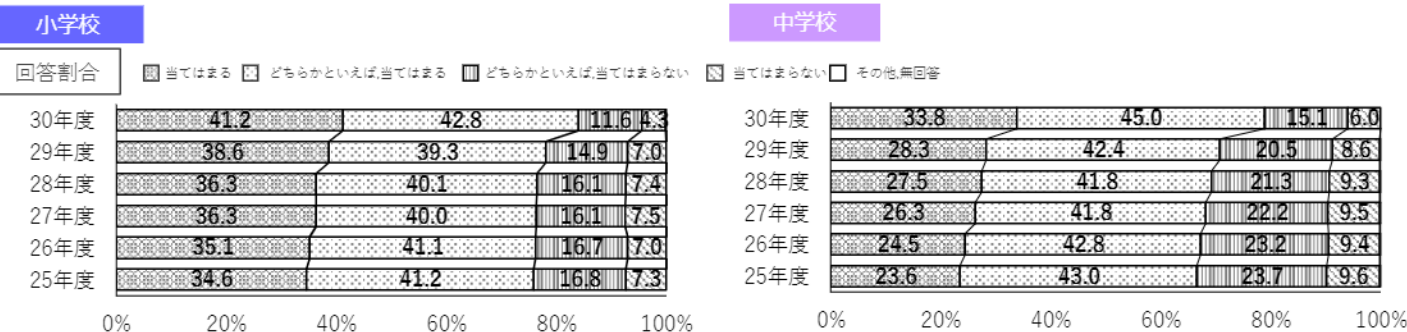 小学校
回答割合
当てはまる どちらかといえば,当てはまる どちらかといえば,当てはまらない 当てはまらない その他,無回答
30年度 41.2 42.8 11.6 4.3
29年度 38.6 39.3 14.9 7.0
28年度 36.3 40.1 16.1 7.4
27年度 36.3 40.0 16.1 7.5
26年度 35.1 41.1 16.7 7.0
25年度 34.6 41.2 16.8 7.3
0% 20% 40% 60% 80% 100%
中学校
30年度 33.8 45.0 15.1 6.0
29年度 28.3 42.4 20.5 8.6
28年度 27.5 41.8 21.3 9.3
27年度 26.3 41.8 22.2 9.5
26年度 24.5 42.8 23.2 9.4
25年度 23.6 43.0 23.7 9.6
0% 20% 40% 60% 80% 100%